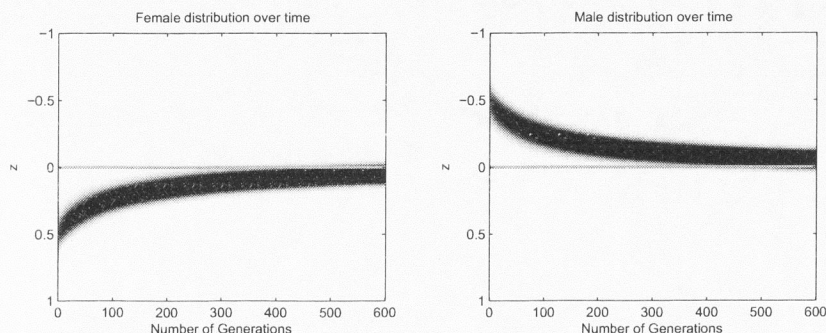 Female distribution over time
-1
-0.5
0
0.5
1
z
0 100 200 300 400 500 600
Number of Generations
Male distribution over time
-1
-0.5
0
0.5
1
z
0 100 200 300 400 500 600
Number of Generations